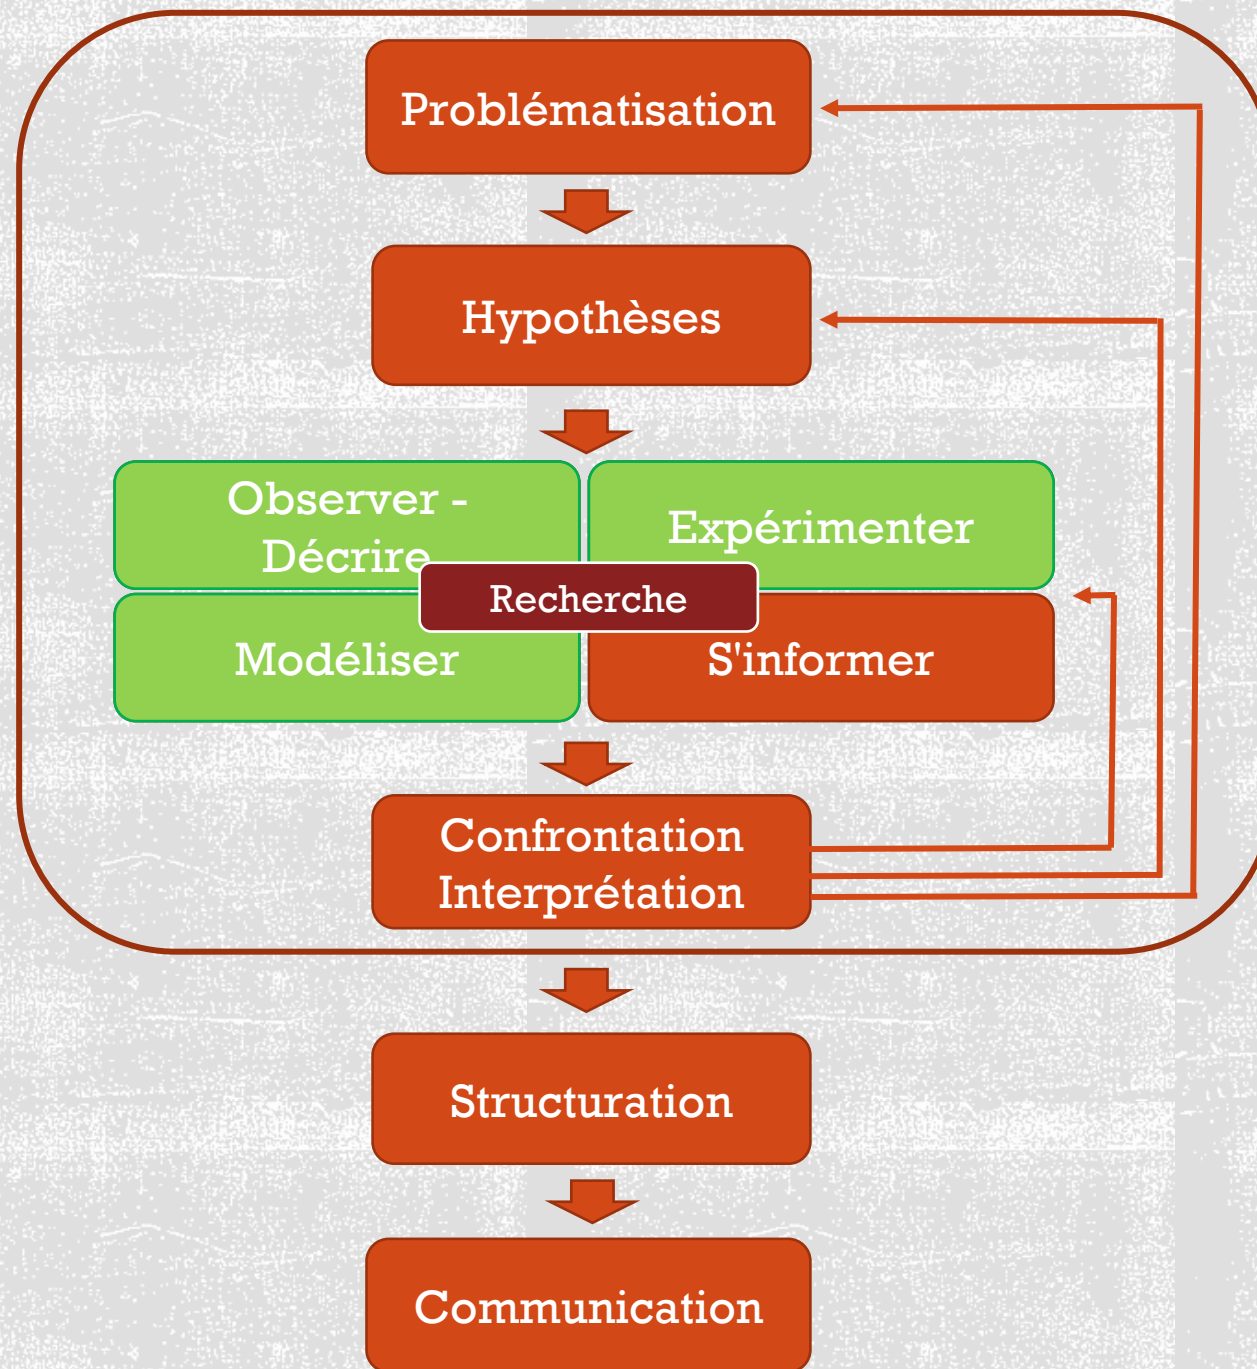 Problématisation
Hypothèses
Observer -
Décrire
Expérimenter
Recherche
Modéliser
S'informer
Confrontation
Interprétation
Structuration
Communication